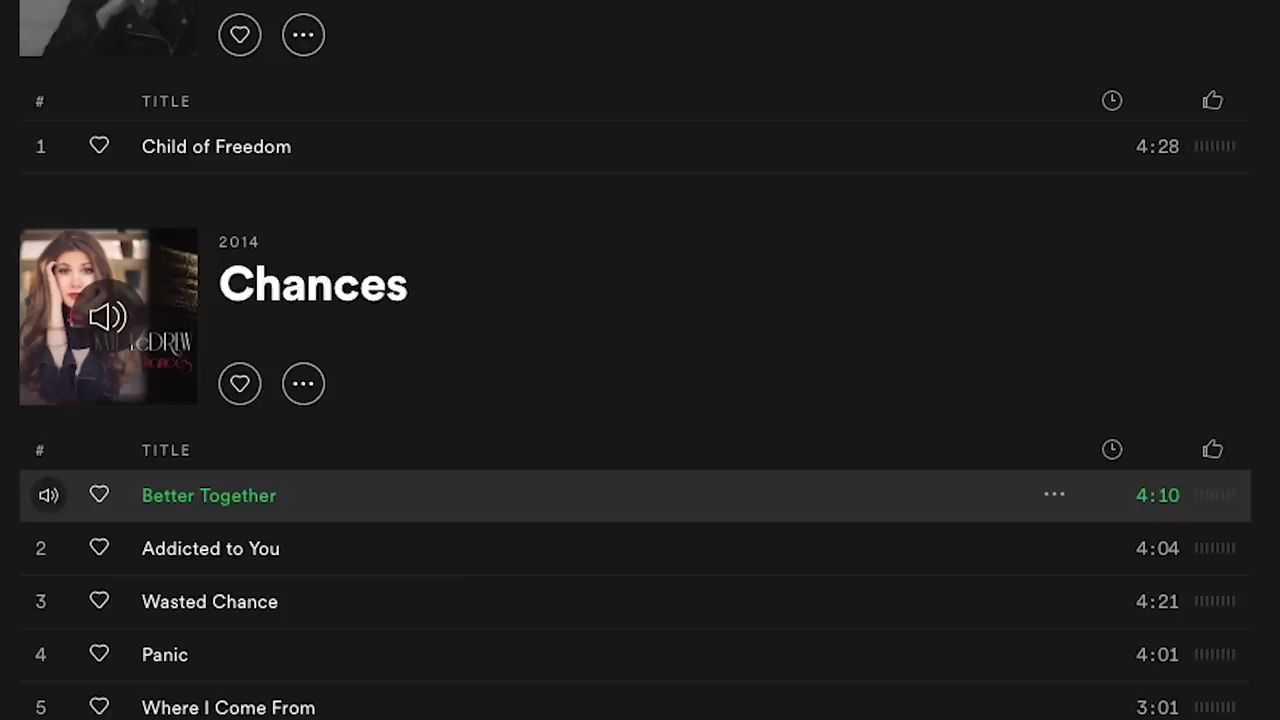 # TITLE
1 Child of Freedom 4:28
2014
Chances
# TITLE
Better Together 4:10
2 Addicted to You 4:04
3 Wasted Chance 4:21
4 Panic 4:01
5 Where I Come From 3:01